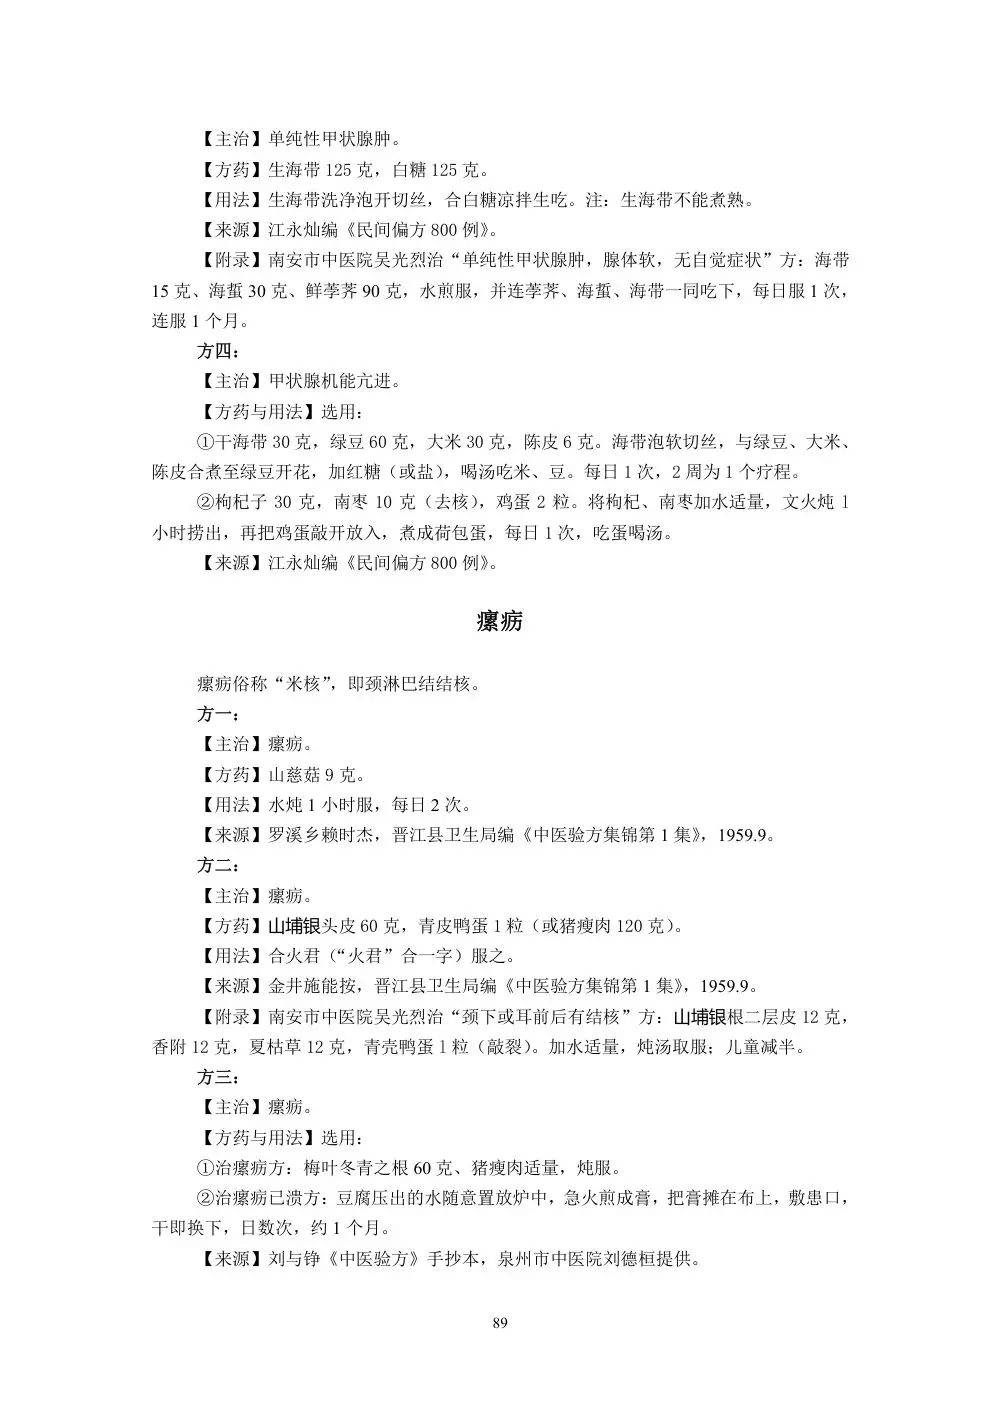 【主治】单纯性甲状腺肿。
【方药】生海带 125 克，白糖 125 克。
【用法】生海带洗净泡开切丝，合白糖凉拌生吃。注：生海带不能煮熟。
【来源】江永灿编《民间偏方 800 例》。
【附录】南安市中医院吴光烈治“单纯性甲状腺肿，腺体软，无自觉症状”方：海带
15 克、海蜇 30 克、鲜荸荠 90 克，水煎服，并连荸荠、海蜇、海带一同吃下，每日服 1 次，
连服 1 个月。
方四：
【主治】甲状腺机能亢进。
【方药与用法】选用：
①干海带 30 克，绿豆 60 克，大米 30 克，陈皮 6 克。海带泡软切丝，与绿豆、大米、
陈皮合煮至绿豆开花，加红糖（或盐），喝汤吃米、豆。每日 1 次，2 周为 1 个疗程。
②枸杞子 30 克，南枣 10 克（去核），鸡蛋 2 粒。将枸杞、南枣加水适量，文火炖 1
小时捞出，再把鸡蛋敲开放入，煮成荷包蛋，每日 1 次，吃蛋喝汤。
【来源】江永灿编《民间偏方 800 例》。
瘰疬
瘰疬俗称“米核”，即颈淋巴结结核。
方一：
【主治】瘰疬。
【方药】山慈菇 9 克。
【用法】水炖 1 小时服，每日 2 次。
【来源】罗溪乡赖时杰，晋江县卫生局编《中医验方集锦第 1 集》，1959.9。
方二：
【主治】瘰疬。
【方药】山埔银头皮 60 克，青皮鸭蛋 1 粒（或猪瘦肉 120 克）。
【用法】合火君（“火君”合一字）服之。
【来源】金井施能按，晋江县卫生局编《中医验方集锦第 1 集》，1959.9。
【附录】南安市中医院吴光烈治“颈下或耳前后有结核”方：山埔银根二层皮 12 克，
香附 12 克，夏枯草 12 克，青壳鸭蛋 1 粒（敲裂）。加水适量，炖汤取服；儿童减半。
方三：
【主治】瘰疬。
【方药与用法】选用：
①治瘰疬方：梅叶冬青之根 60 克、猪瘦肉适量，炖服。
②治瘰疬已溃方：豆腐压出的水随意置放炉中，急火煎成膏，把膏摊在布上，敷患口，
干即换下，日数次，约 1 个月。
【来源】刘与铮《中医验方》手抄本，泉州市中医院刘德桓提供。
89